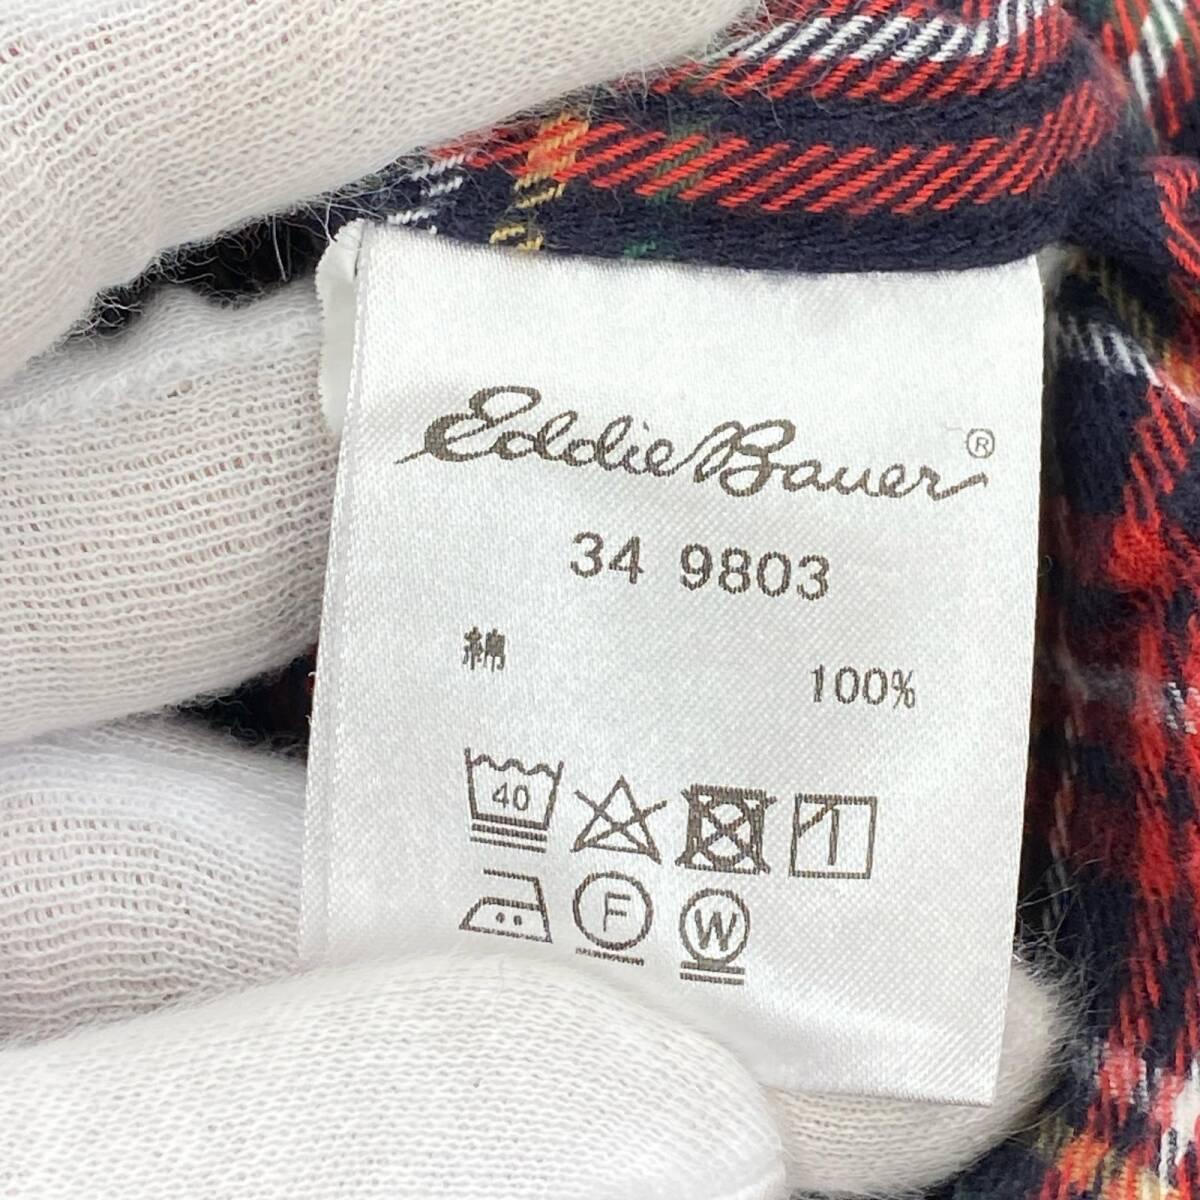 Eddie Bauer®
34 9803
綿 100%
40
F W